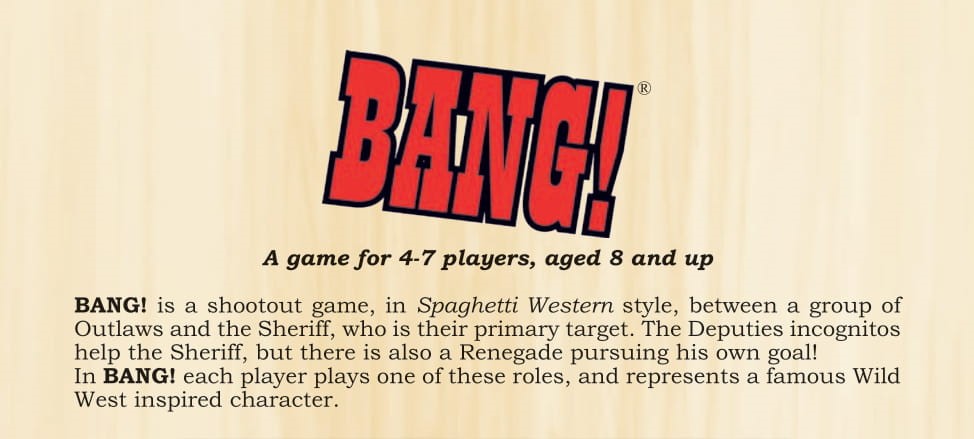 BANG!®
A game for 4-7 players, aged 8 and up
BANG! is a shootout game, in Spaghetti Western style, between a group of
Outlaws and the Sheriff, who is their primary target. The Deputies incognitos
help the Sheriff, but there is also a Renegade pursuing his own goal!
In BANG! each player plays one of these roles, and represents a famous Wild
West inspired character.